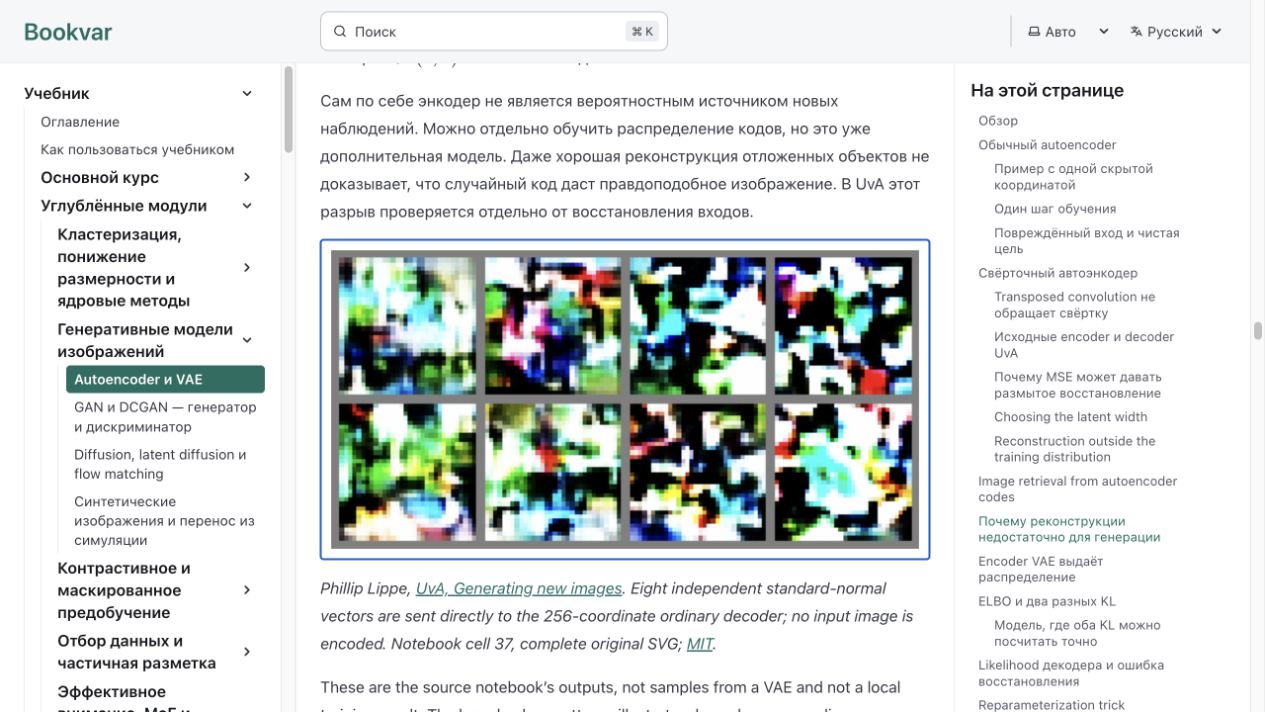 Bookvar
Поиск
⌘ K
Авто
Русский
Учебник
Оглавление
Как пользоваться учебником
Основной курс
Углублённые модули
Кластеризация,
понижение
размерности и
ядровые методы
Генеративные модели
изображений
Autoencoder и VAE
GAN и DCGAN — генератор
и дискриминатор
Diffusion, latent diffusion и
flow matching
Синтетические
изображения и перенос из
симуляции
Контрастивное и
маскированное
предобучение
Отбор данных и
частичная разметка
Эффективное
Сам по себе энкодер не является вероятностным источником новых
наблюдений. Можно отдельно обучить распределение кодов, но это уже
дополнительная модель. Даже хорошая реконструкция отложенных объектов не
доказывает, что случайный код даст правдоподобное изображение. В UvA этот
разрыв проверяется отдельно от восстановления входов.
Phillip Lippe, UvA, Generating new images. Eight independent standard-normal
vectors are sent directly to the 256-coordinate ordinary decoder; no input image is
encoded. Notebook cell 37, complete original SVG; MIT.
These are the source notebook's outputs, not samples from a VAE and not a local
На этой странице
Обзор
Обычный autoencoder
Пример с одной скрытой
координатой
Один шаг обучения
Повреждённый вход и чистая
цель
Свёрточный автоэнкодер
Transposed convolution не
обращает свёртку
Исходные encoder и decoder
UvA
Почему MSE может давать
размытое восстановление
Choosing the latent width
Reconstruction outside the
training distribution
Image retrieval from autoencoder
codes
Почему реконструкции
недостаточно для генерации
Encoder VAE выдаёт
распределение
ELBO и два разных KL
Модель, где оба KL можно
посчитать точно
Likelihood декодера и ошибка
восстановления
Reparameterization trick